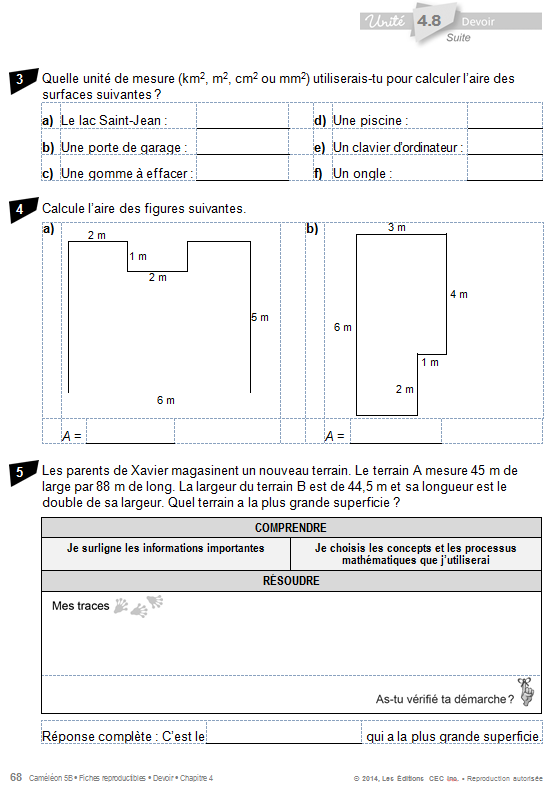 Unité 4.8 Devoir
Suite
3 Quelle unité de mesure (km², m², cm² ou mm²) utiliserais-tu pour calculer l'aire des
surfaces suivantes ?
a) Le lac Saint-Jean :
d) Une piscine :
b) Une porte de garage :
e) Un clavier d'ordinateur :
c) Une gomme à effacer :
f) Un ongle :
4 Calcule l'aire des figures suivantes.
a)
2 m
1 m
2 m
5 m
6 m
A =
b)
3 m
4 m
6 m
1 m
2 m
A =
5 Les parents de Xavier magasinent un nouveau terrain. Le terrain A mesure 45 m de
large par 88 m de long. La largeur du terrain B est de 44,5 m et sa longueur est le
double de sa largeur. Quel terrain a la plus grande superficie ?
COMPRENDRE
Je surligne les informations importantes
Je choisis les concepts et les processus
mathématiques que j'utiliserai
RÉSOUDRE
Mes traces
As-tu vérifié ta démarche ?
Réponse complète : C'est le qui a la plus grande superficie.
68 Caméléon 5B • Fiches reproductibles • Devoir • Chapitre 4
© 2014, Les Éditions CEC inc. • Reproduction autorisée